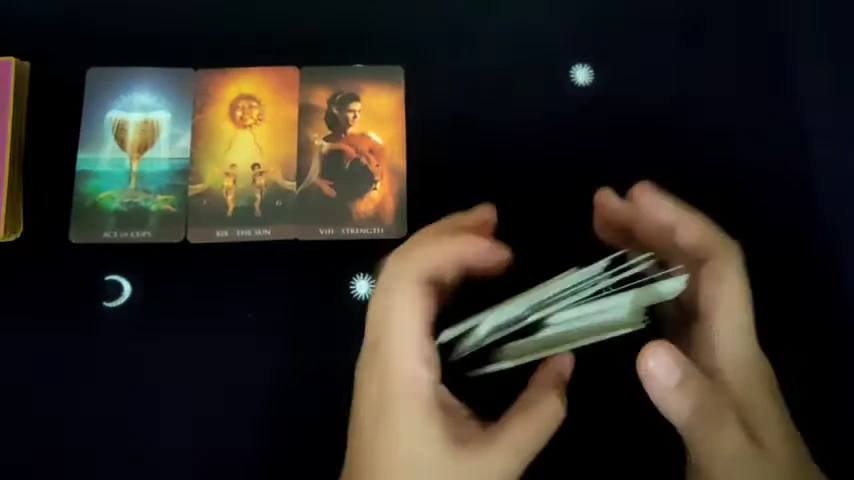 ACE OF CUPS
XIX THE SUN
VIII STRENGTH